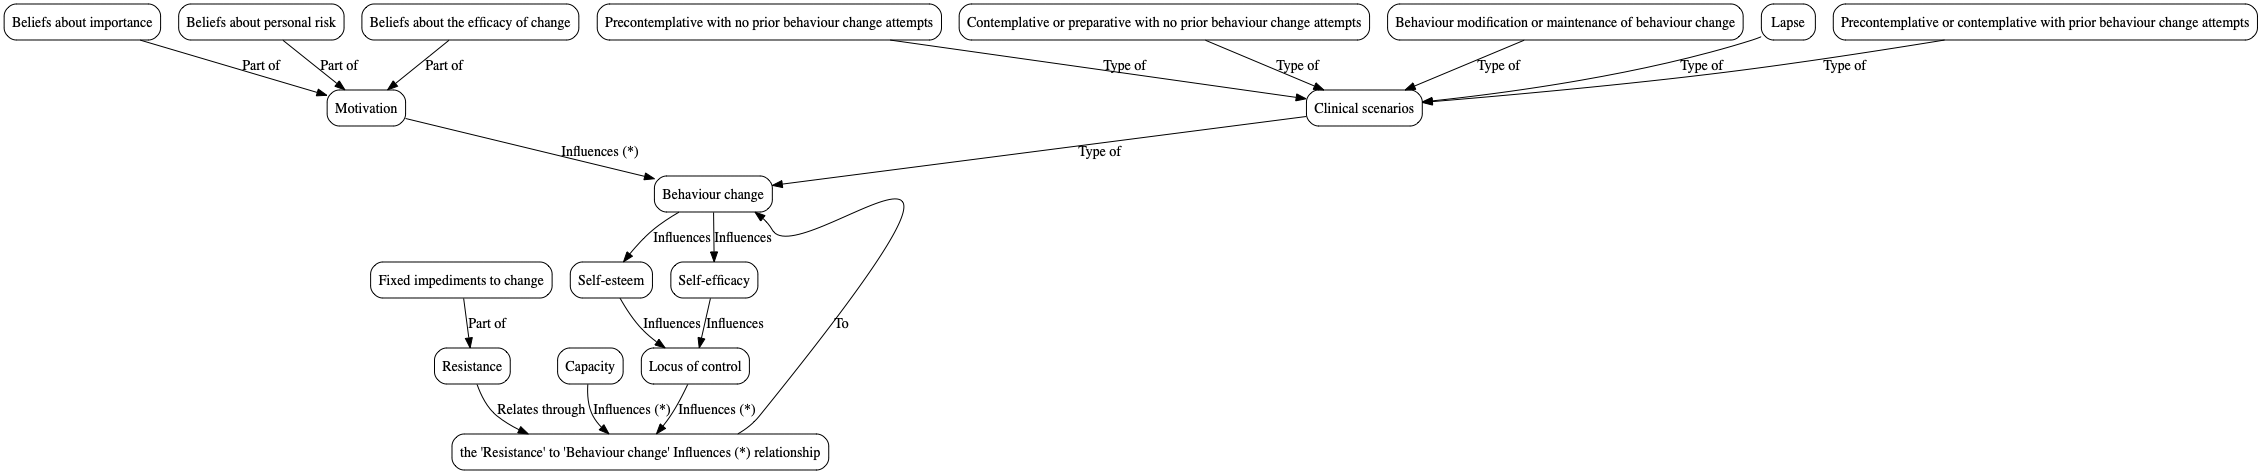 Beliefs about importance
Beliefs about personal risk
Beliefs about the efficacy of change
Precontemplative with no prior behaviour change attempts
Contemplative or preparative with no prior behaviour change attempts
Behaviour modification or maintenance of behaviour change
Lapse
Precontemplative or contemplative with prior behaviour change attempts
Part of
Part of
Part of
Type of
Type of
Type of
Type of
Type of
Motivation
Clinical scenarios
Influences (*)
Type of
Behaviour change
Influences
Influences
Fixed impediments to change
Self-esteem
Self-efficacy
Part of
Influences
Influences
To
Resistance
Capacity
Locus of control
Relates through
Influences (*)
Influences (*)
the 'Resistance' to 'Behaviour change' Influences (*) relationship